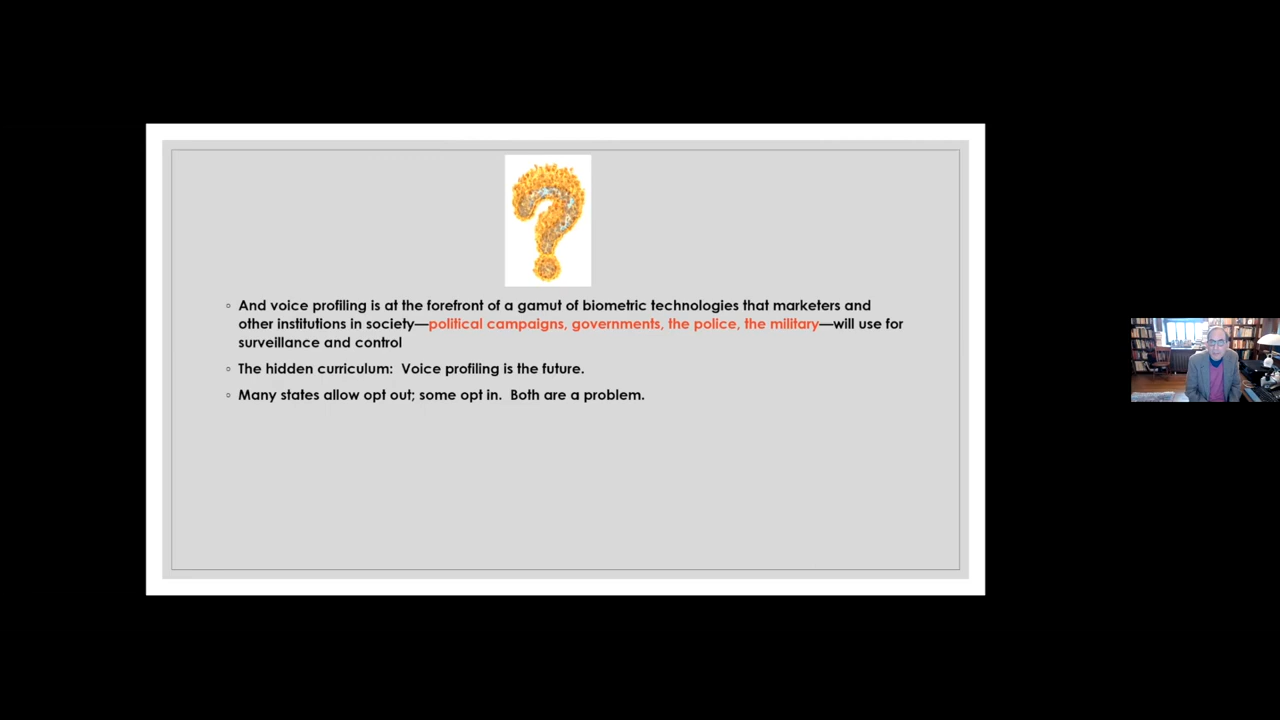 And voice profiling is at the forefront of a gamut of biometric technologies that marketers and
other institutions in society—political campaigns, governments, the police, the military—will use for
surveillance and control
The hidden curriculum:  Voice profiling is the future.
Many states allow opt out; some opt in.  Both are a problem.